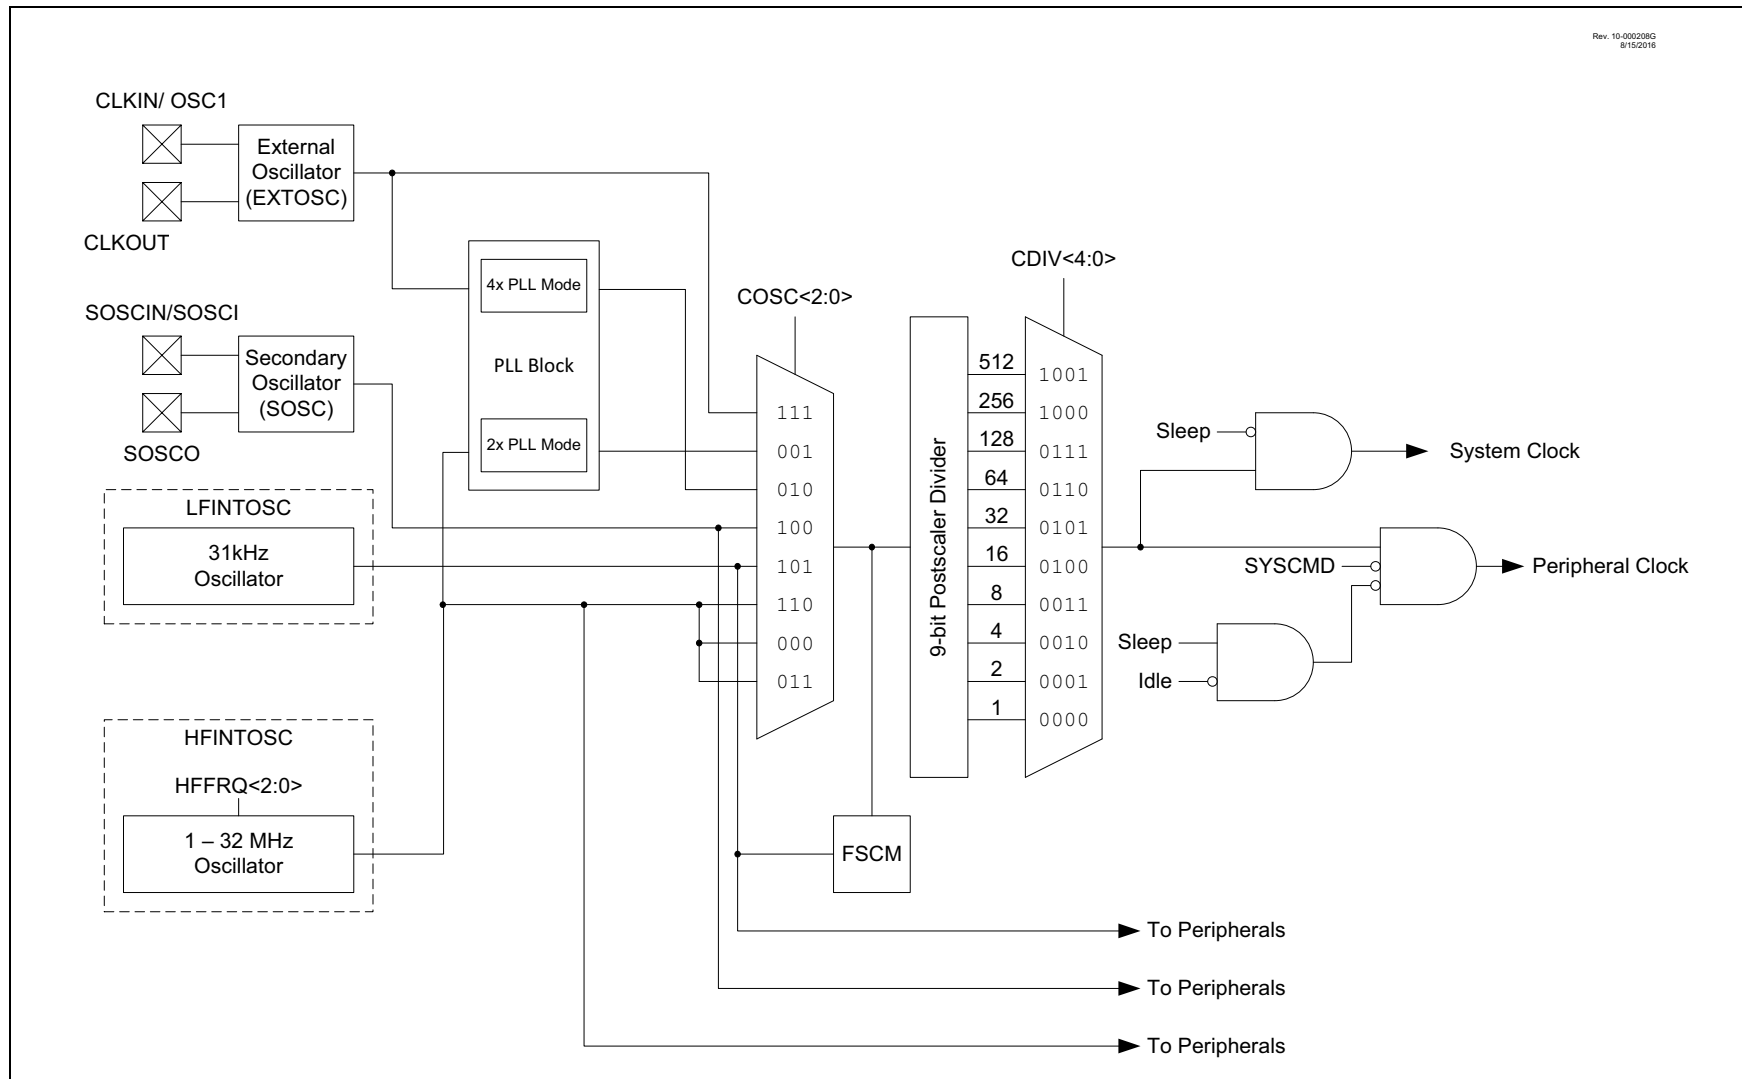 Rev. 10-000208G
8/15/2016
CLKIN/ OSC1
External
Oscillator
(EXTOSC)
CLKOUT
SOSCIN/SOSCI
Secondary
Oscillator
(SOSC)
SOSCO
LFINTOSC
31kHz
Oscillator
HFINTOSC
HFFRQ<2:0>
1 – 32 MHz
Oscillator
4x PLL Mode
PLL Block
2x PLL Mode
COSC<2:0>
111
001
010
100
101
110
000
011
FSCM
9-bit Postscaler Divider
CDIV<4:0>
512 1001
256 1000
128 0111
64 0110
32 0101
16 0100
8 0011
4 0010
2 0001
1 0000
Sleep
System Clock
SYSCMD
Peripheral Clock
Sleep
Idle
To Peripherals
To Peripherals
To Peripherals